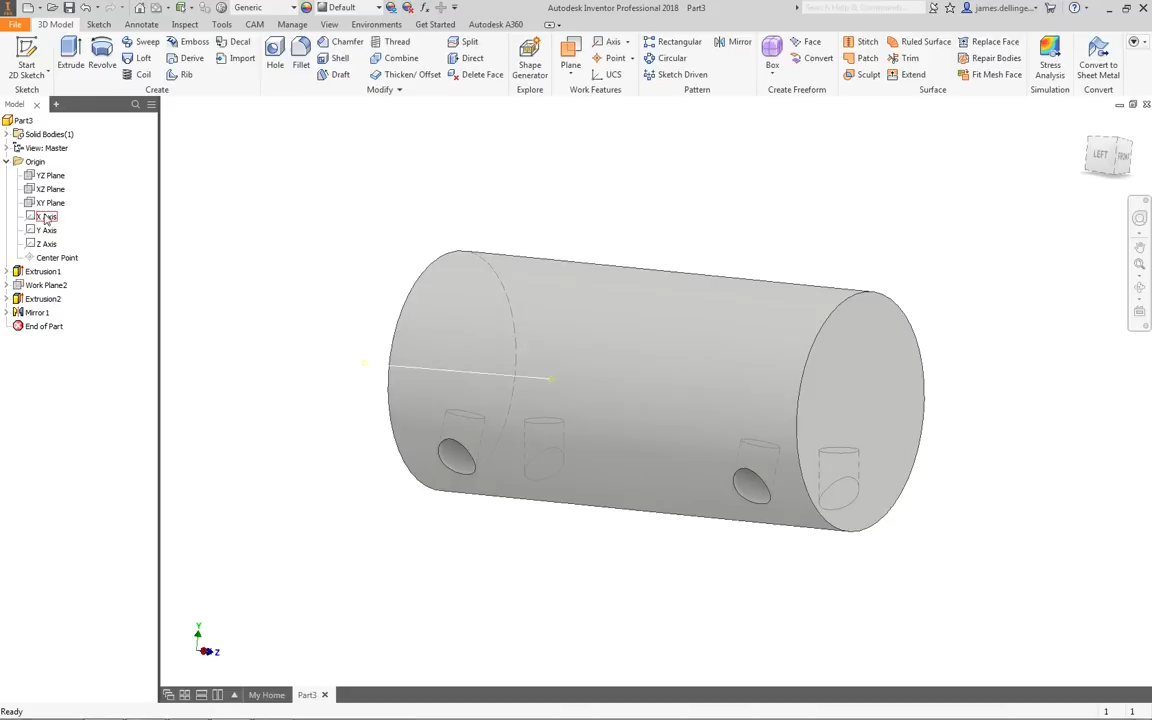 Generic
Default
Autodesk Inventor Professional 2018 Part3
Search Help & Commands...
james.dellinge...
File
3D Model
Sketch
Annotate
Inspect
Tools
CAM
Manage
View
Environments
Get Started
Autodesk A360
Start
2D Sketch
Sketch
Extrude
Revolve
Sweep
Emboss
Decal
Loft
Derive
Import
Coil
Rib
Create
Hole
Fillet
Chamfer
Thread
Split
Shell
Combine
Direct
Draft
Thicken/ Offset
Delete Face
Modify
Shape
Generator
Explore
Plane
Axis
Point
UCS
Work Features
Rectangular
Mirror
Circular
Sketch Driven
Pattern
Box
Face
Convert
Create Freeform
Stitch
Ruled Surface
Replace Face
Patch
Trim
Repair Bodies
Sculpt
Extend
Fit Mesh Face
Surface
Stress
Analysis
Simulation
Convert to
Sheet Metal
Convert
Model
Part3
Solid Bodies(1)
View: Master
Origin
YZ Plane
XZ Plane
XY Plane
X Axis
Y Axis
Z Axis
Center Point
Extrusion1
Work Plane2
Extrusion2
Mirror1
End of Part
LEFT
FRONT
Y
Z
My Home
Part3
Ready
1 1